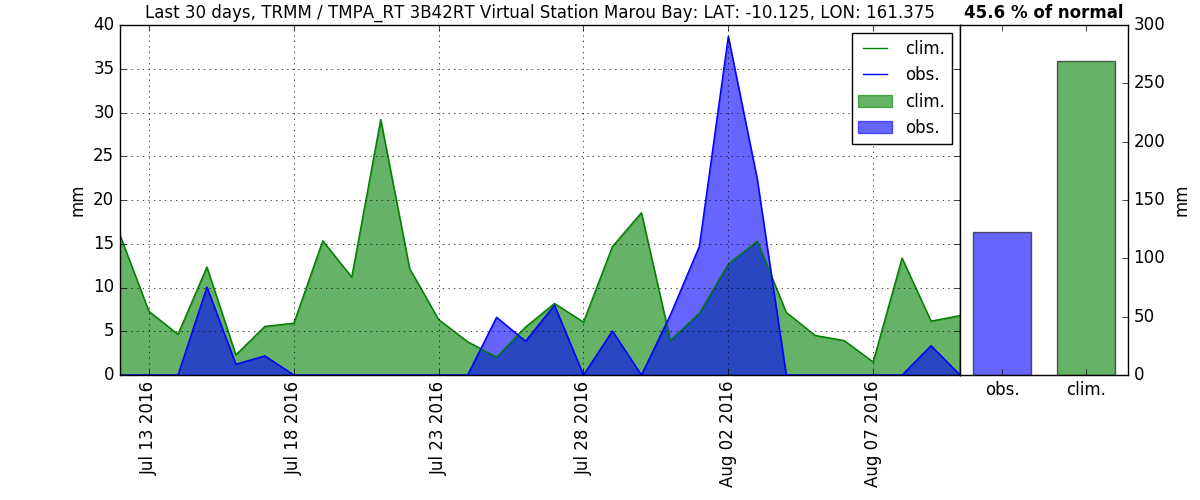 Last 30 days, TRMM / TMPA_RT 3B42RT Virtual Station Marou Bay: LAT: -10.125, LON: 161.375
45.6 % of normal
40
35
30
25
20
15
10
5
0
mm
clim.
obs.
clim.
obs.
300
250
200
150
100
50
0
mm
Jul 13 2016
Jul 18 2016
Jul 23 2016
Jul 28 2016
Aug 02 2016
Aug 07 2016
obs.
clim.